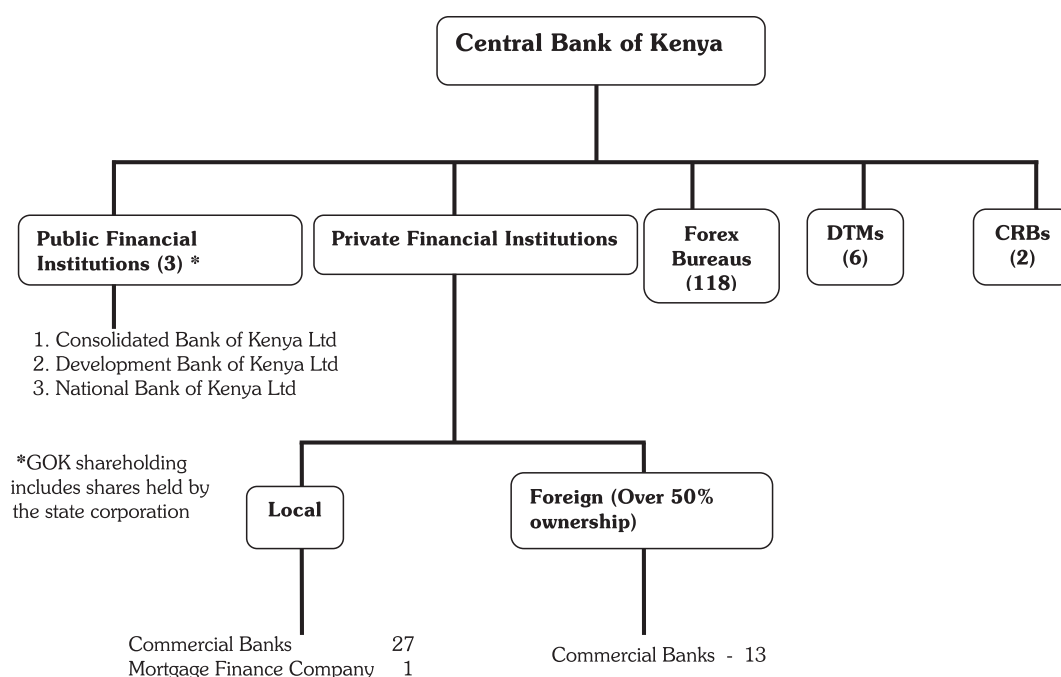 Central Bank of Kenya
Public Financial
Institutions (3) *
Private Financial Institutions
Forex
Bureaus
(118)
DTMs
(6)
CRBs
(2)
1. Consolidated Bank of Kenya Ltd
2. Development Bank of Kenya Ltd
3. National Bank of Kenya Ltd
*GOK shareholding
includes shares held by
the state corporation
Local
Foreign (Over 50%
ownership)
Commercial Banks 27
Mortgage Finance Company 1
Commercial Banks - 13